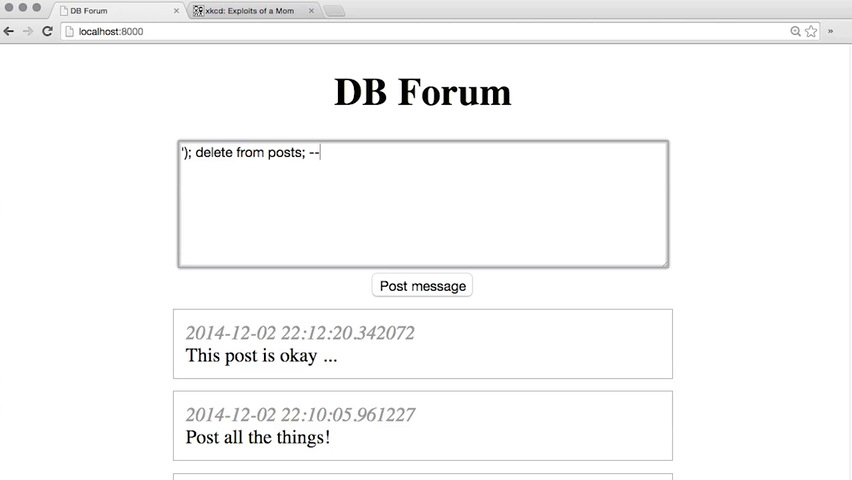 DB Forum
xkcd: Exploits of a Mom
localhost:8000
DB Forum
'); delete from posts; --
Post message
2014-12-02 22:12:20.342072
This post is okay ...
2014-12-02 22:10:05.961227
Post all the things!